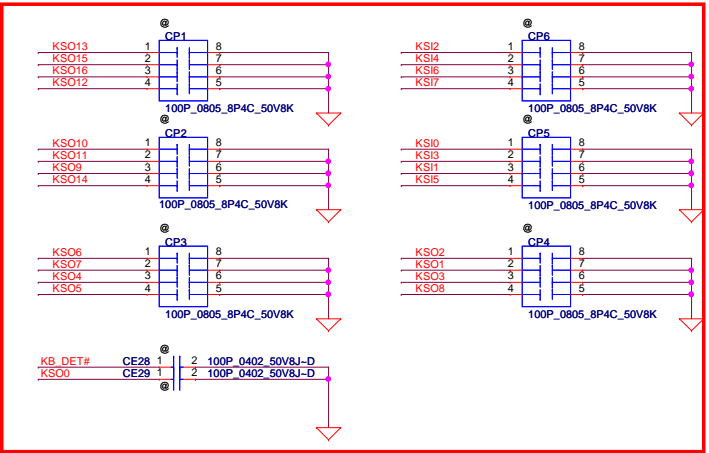 @
CP1
KSO13 1 8
KSO15 2 7
KSO16 3 6
KSO12 4 5
100P_0805_8P4C_50V8K
@
CP2
KSO10 1 8
KSO11 2 7
KSO9 3 6
KSO14 4 5
100P_0805_8P4C_50V8K
@
CP3
KSO6 1 8
KSO7 2 7
KSO4 3 6
KSO5 4 5
100P_0805_8P4C_50V8K
@
KB_DET# CE28 1 2 100P_0402_50V8J~D
KSO0 CE29 1 2 100P_0402_50V8J~D
@
@
CP6
KSI2 1 8
KSI4 2 7
KSI6 3 6
KSI7 4 5
100P_0805_8P4C_50V8K
@
CP5
KSI0 1 8
KSI3 2 7
KSI1 3 6
KSI5 4 5
100P_0805_8P4C_50V8K
@
CP4
KSO2 1 8
KSO1 2 7
KSO3 3 6
KSO8 4 5
100P_0805_8P4C_50V8K